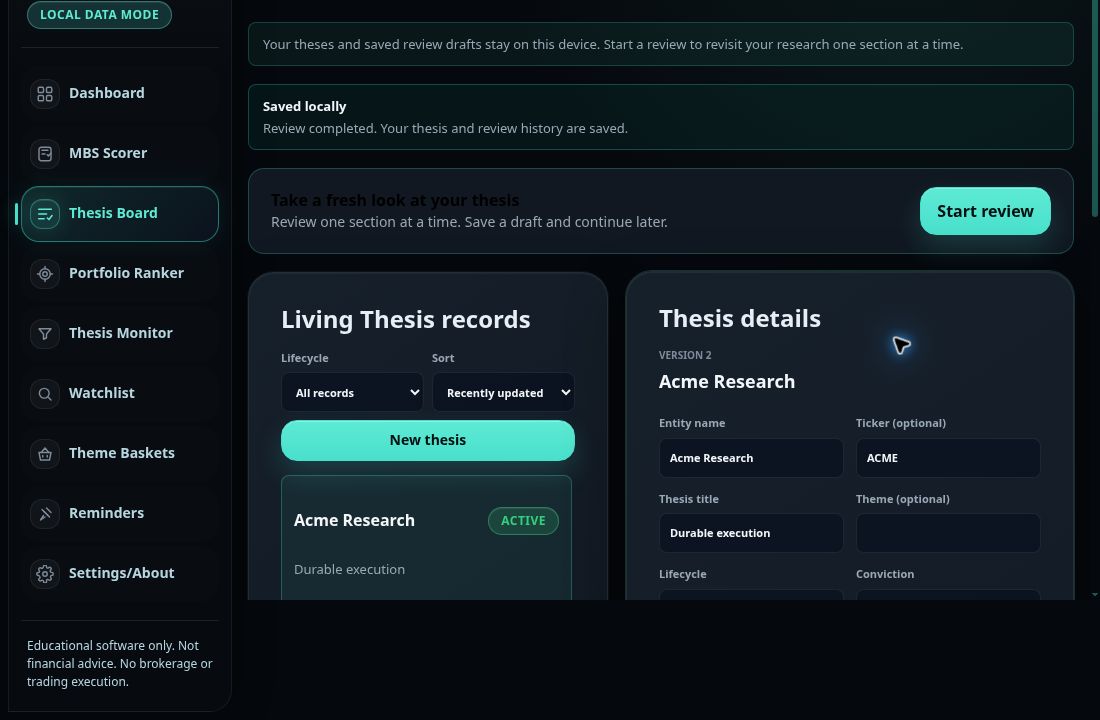 LOCAL DATA MODE
Dashboard
MBS Scorer
Thesis Board
Portfolio Ranker
Thesis Monitor
Watchlist
Theme Baskets
Reminders
Settings/About
Educational software only. Not
financial advice. No brokerage or
trading execution.
Your theses and saved review drafts stay on this device. Start a review to revisit your research one section at a time.
Saved locally
Review completed. Your thesis and review history are saved.
Take a fresh look at your thesis
Review one section at a time. Save a draft and continue later.
Start review
Living Thesis records
Lifecycle
Sort
All records
Recently updated
New thesis
Acme Research
ACTIVE
Durable execution
Thesis details
VERSION 2
Acme Research
Entity name
Ticker (optional)
Acme Research
ACME
Thesis title
Theme (optional)
Durable execution
Lifecycle
Conviction